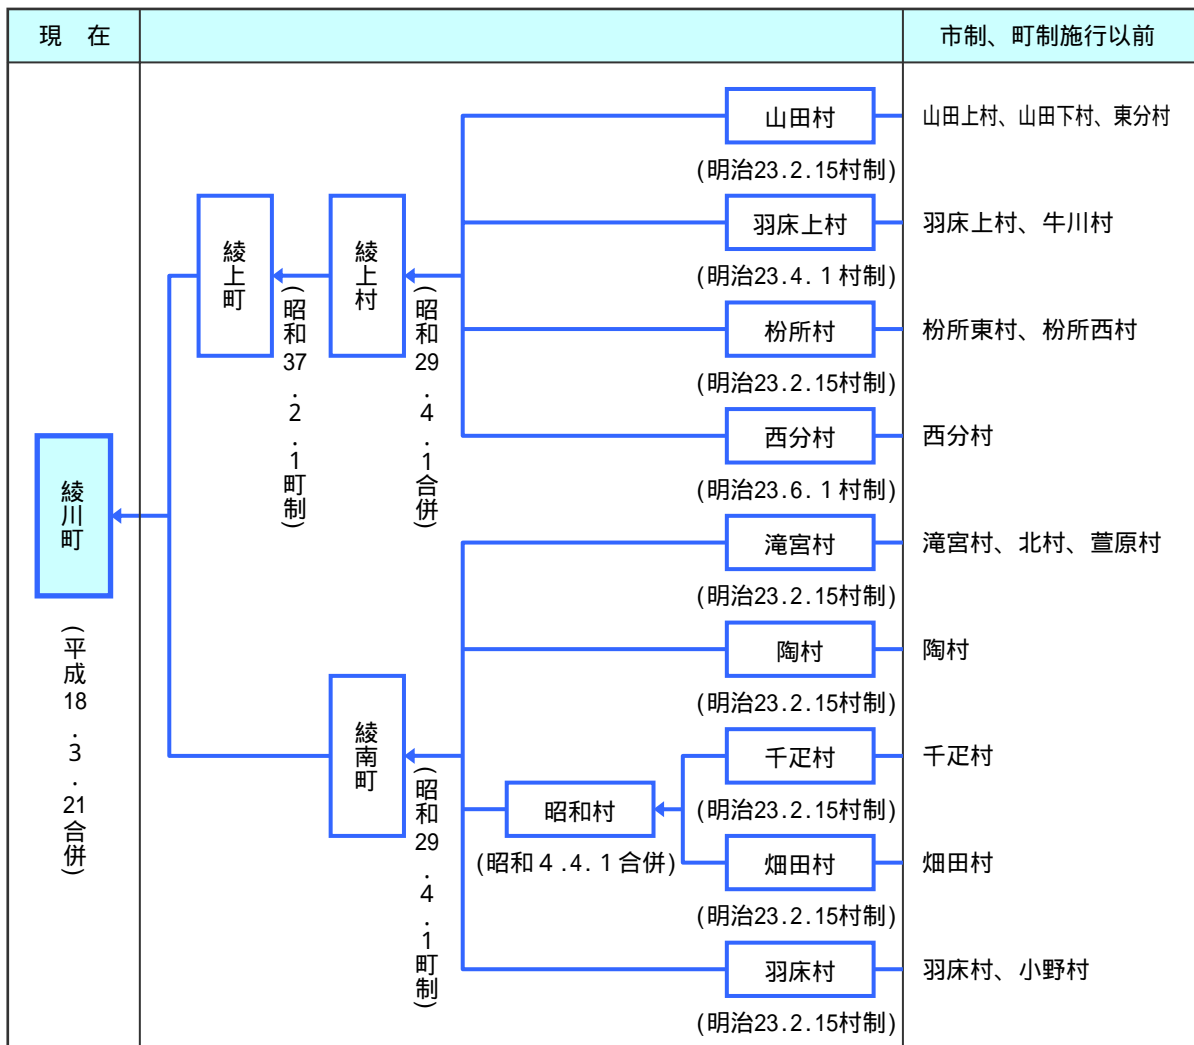 現　在
市制、町制施行以前
山田村
山田上村、山田下村、東分村
(明治23.2.15村制)
羽床上村
羽床上村、牛川村
(明治23.4. 1 村制)
枌所村
枌所東村、枌所西村
(明治23.2.15村制)
西分村
西分村
(明治23.6. 1 村制)
綾上村
(昭和29.4.1合併)
綾上町
(昭和37.2.1町制)
滝宮村
滝宮村、北村、萱原村
(明治23.2.15村制)
陶村
陶村
(明治23.2.15村制)
千疋村
千疋村
(明治23.2.15村制)
昭和村
(昭和 4 .4. 1 合併)
畑田村
畑田村
(明治23.2.15村制)
羽床村
羽床村、小野村
(明治23.2.15村制)
綾南町
(昭和29.4.1町制)
綾川町
(平成18.3.21合併)